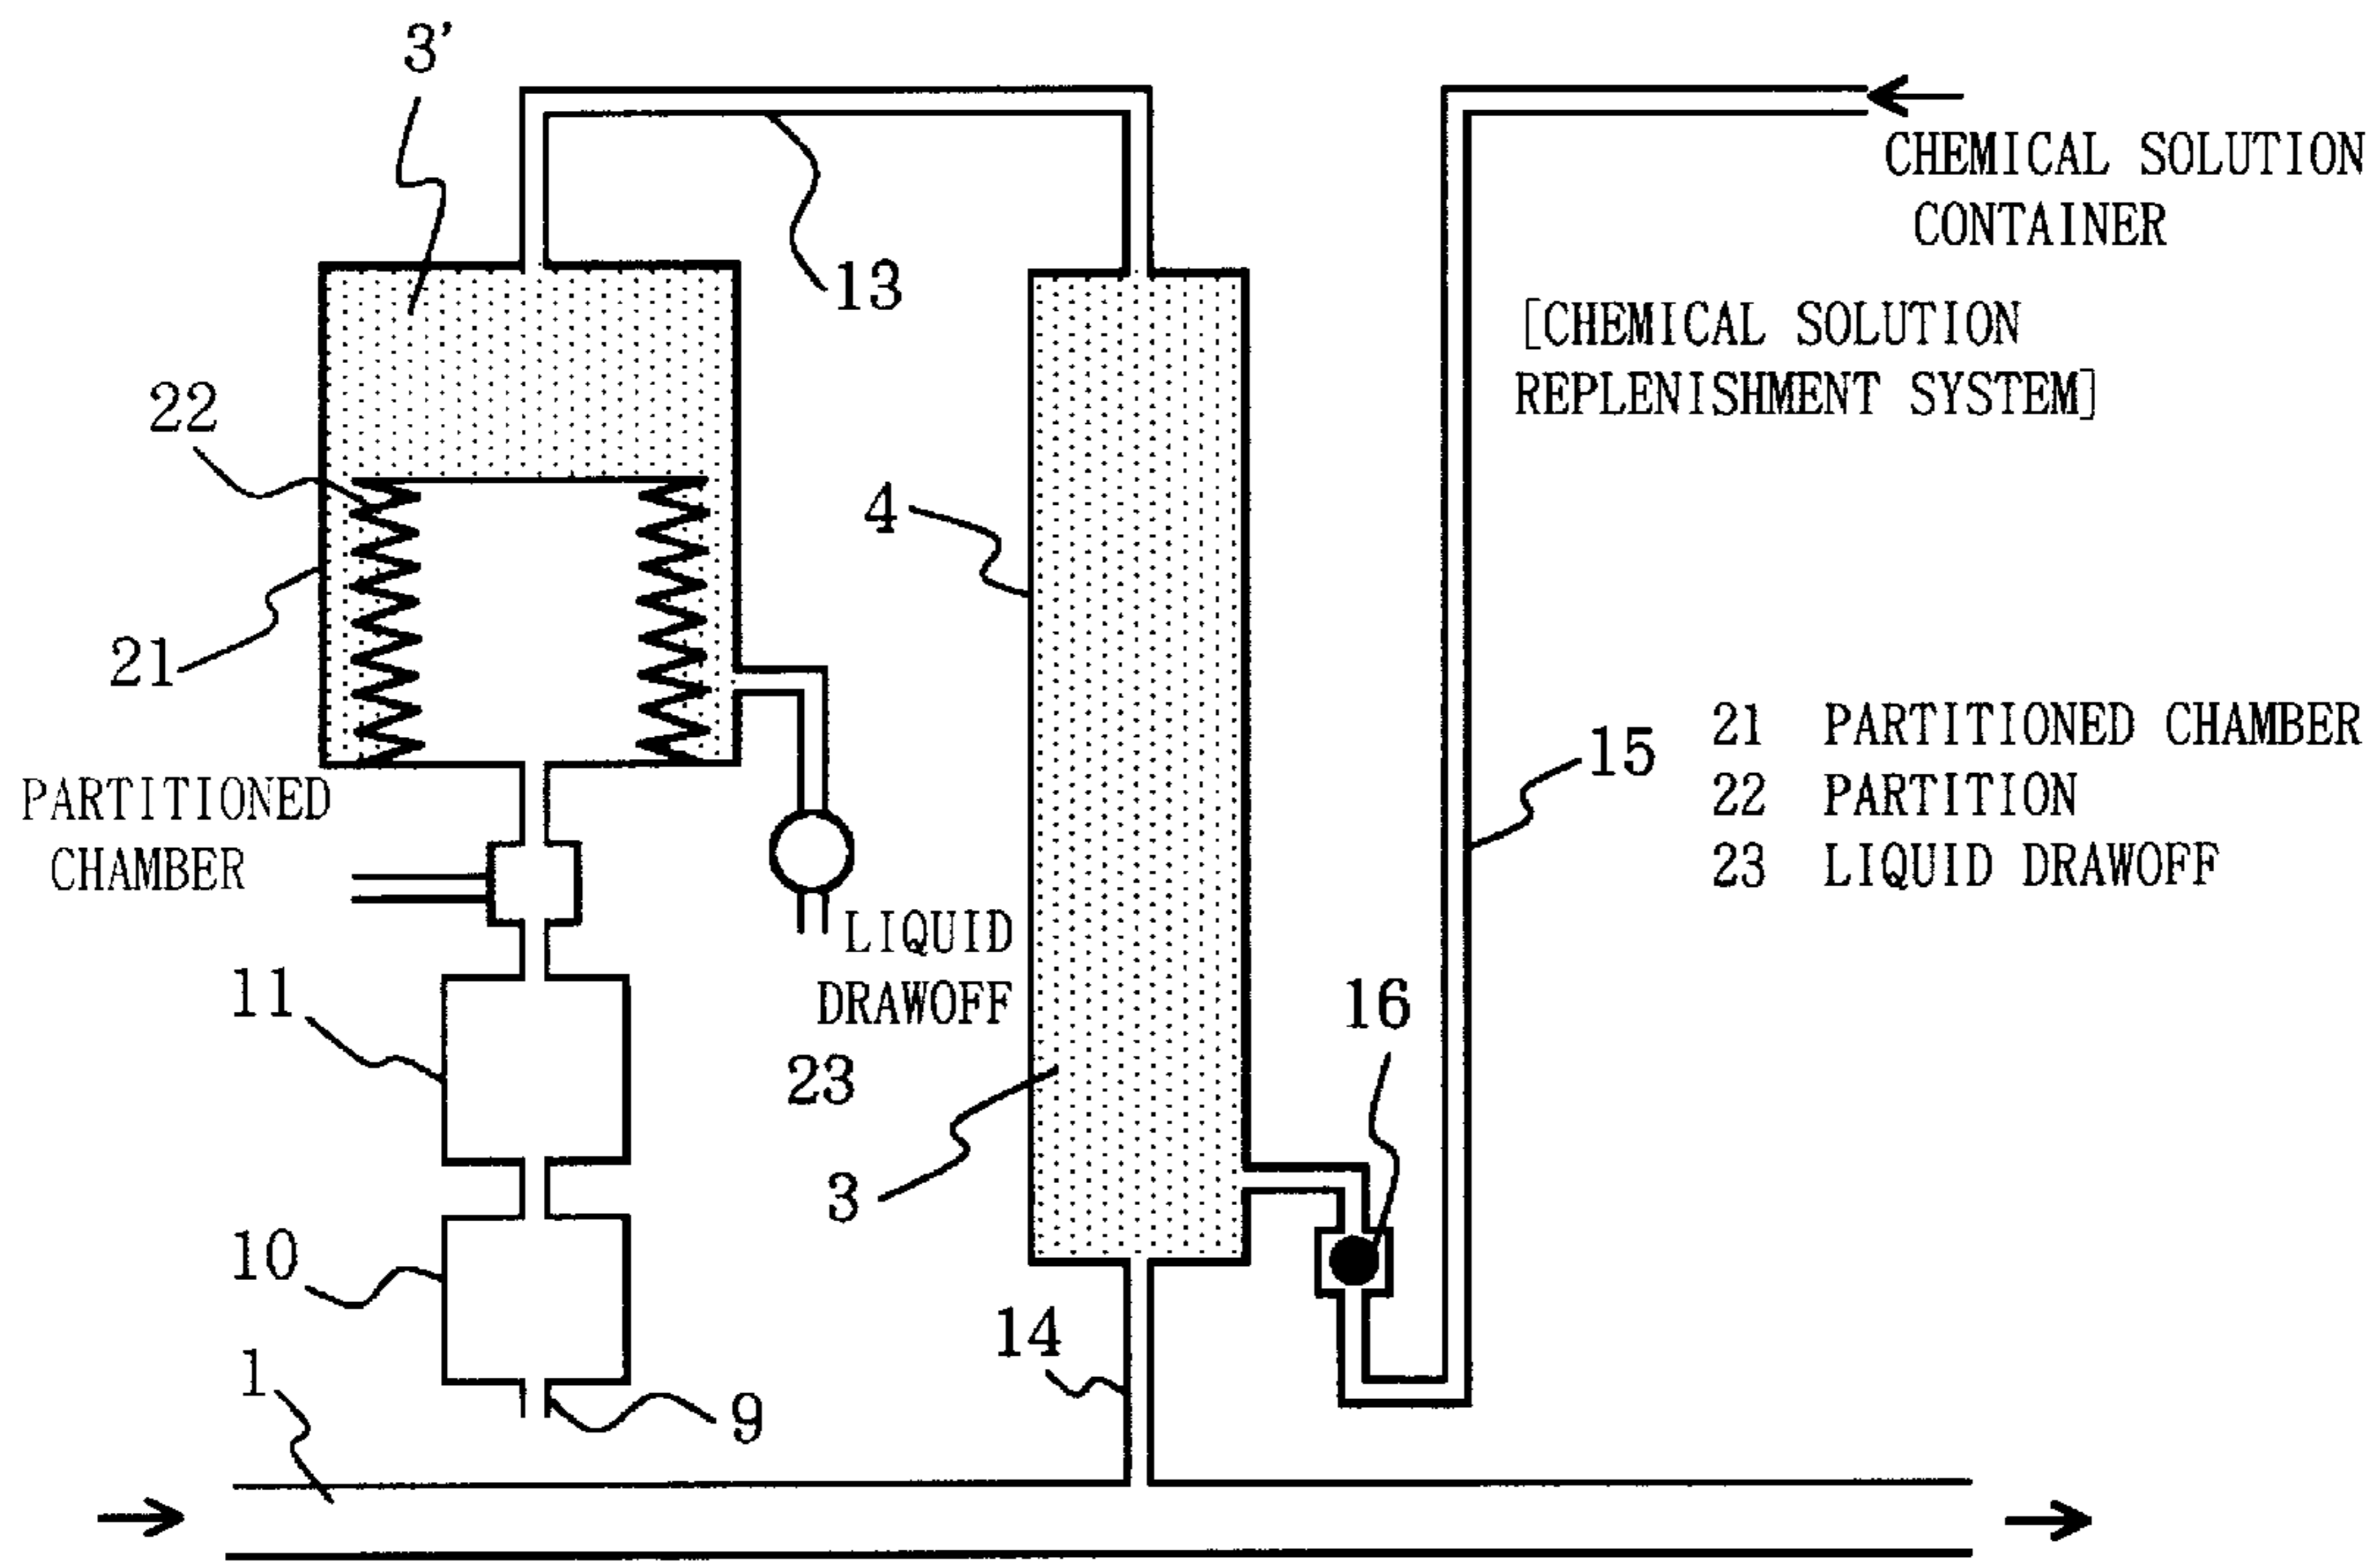 3'
CHEMICAL SOLUTION
CONTAINER
13
[CHEMICAL SOLUTION
REPLENISHMENT SYSTEM]
22
4
21
21 PARTITIONED CHAMBER
22 PARTITION
23 LIQUID DRAWOFF
15
PARTITIONED
CHAMBER
LIQUID
DRAWOFF
23
11
16
3
10
14
1
9